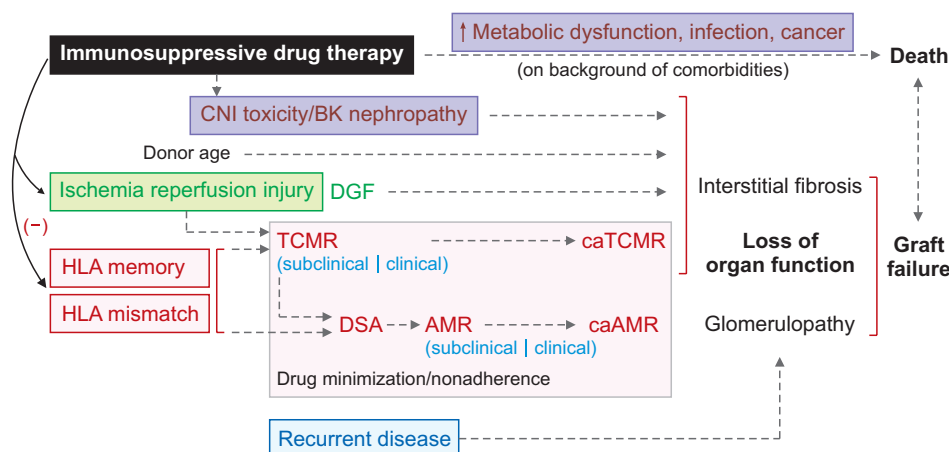 ↑ Metabolic dysfunction, infection, cancer
Immunosuppressive drug therapy
(on background of comorbidities)
Death
CNI toxicity/BK nephropathy
Donor age
Ischemia reperfusion injury
DGF
Interstitial fibrosis
(−)
TCMR
caTCMR
(subclinical | clinical)
HLA memory
HLA mismatch
Loss of
organ function
Graft
failure
DSA
AMR
caAMR
(subclinical | clinical)
Glomerulopathy
Drug minimization/nonadherence
Recurrent disease